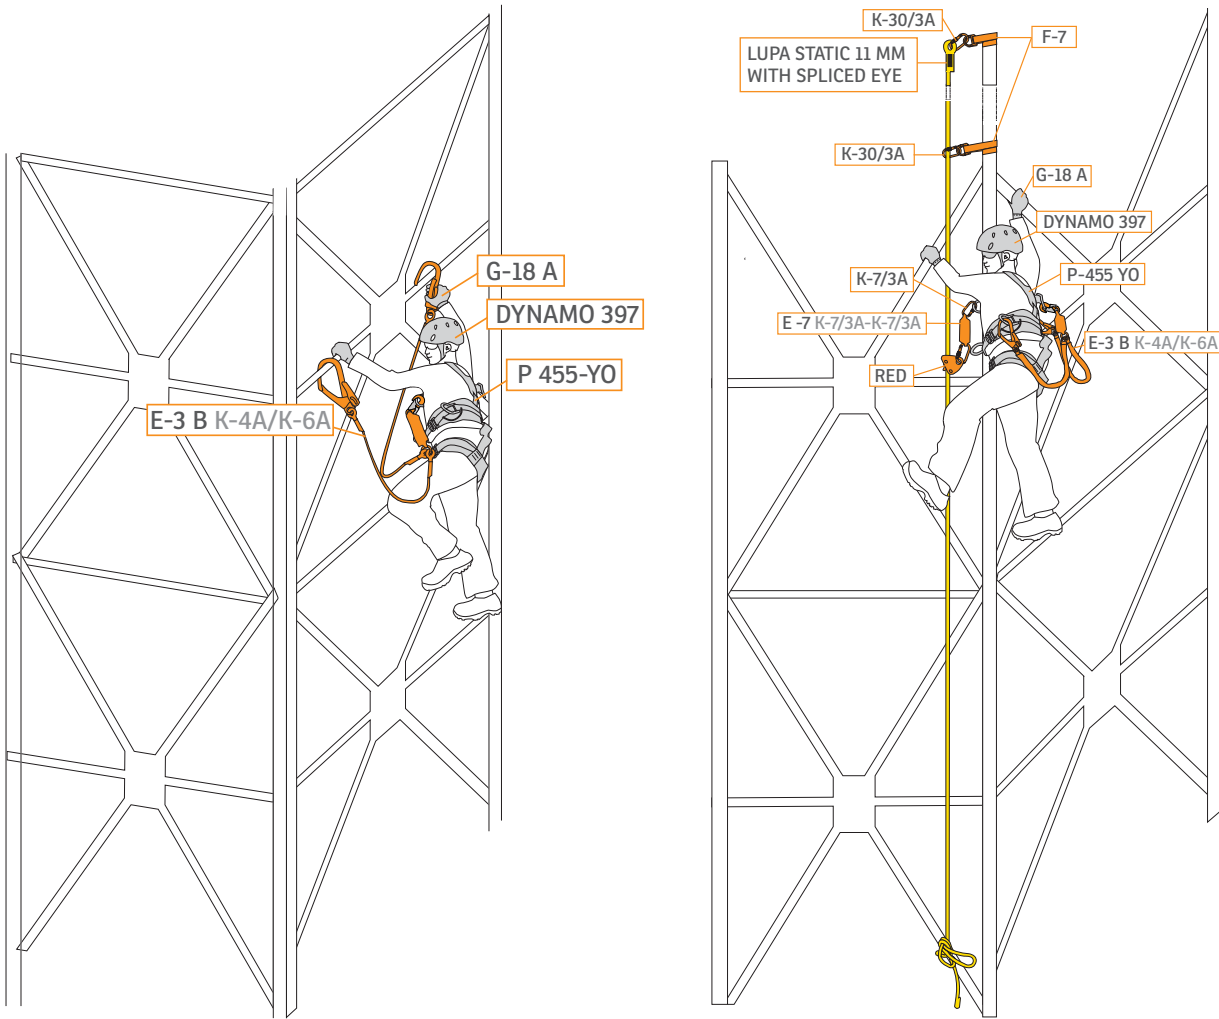 G-18 A
DYNAMO 397
P 455-YO
E-3 B K-4A/K-6A
K-30/3A
F-7
LUPA STATIC 11 MM
WITH SPLICED EYE
K-30/3A
G-18 A
DYNAMO 397
P-455 YO
K-7/3A
E -7 K-7/3A-K-7/3A
E-3 B K-4A/K-6A
RED